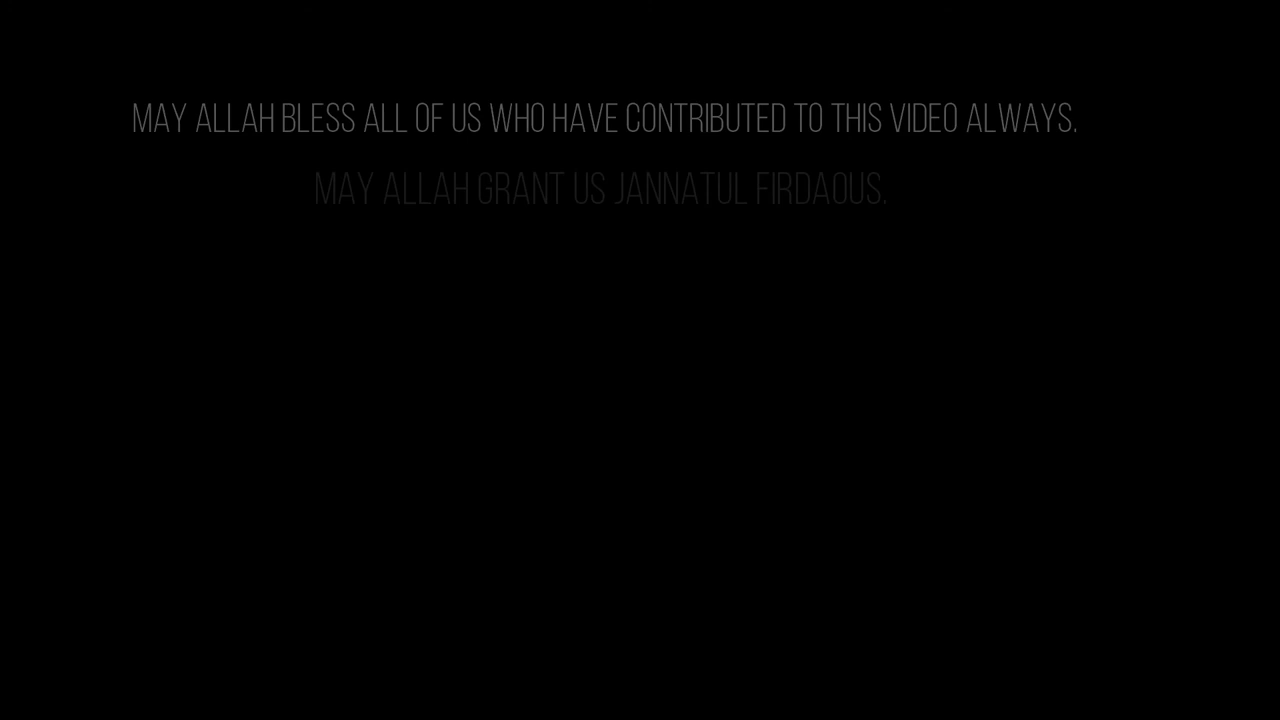 MAY ALLAH BLESS ALL OF US WHO HAVE CONTRIBUTED TO THIS VIDEO ALWAYS.
MAY ALLAH GRANT US JANNATUL FIRDAOUS.